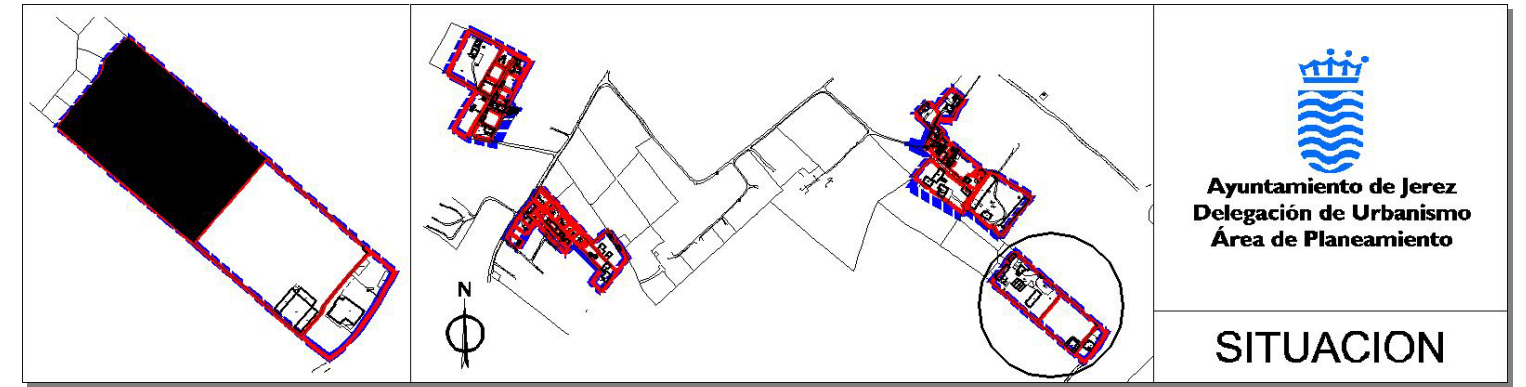 N
Ayuntamiento de Jerez
Delegación de Urbanismo
Área de Planeamiento
SITUACION